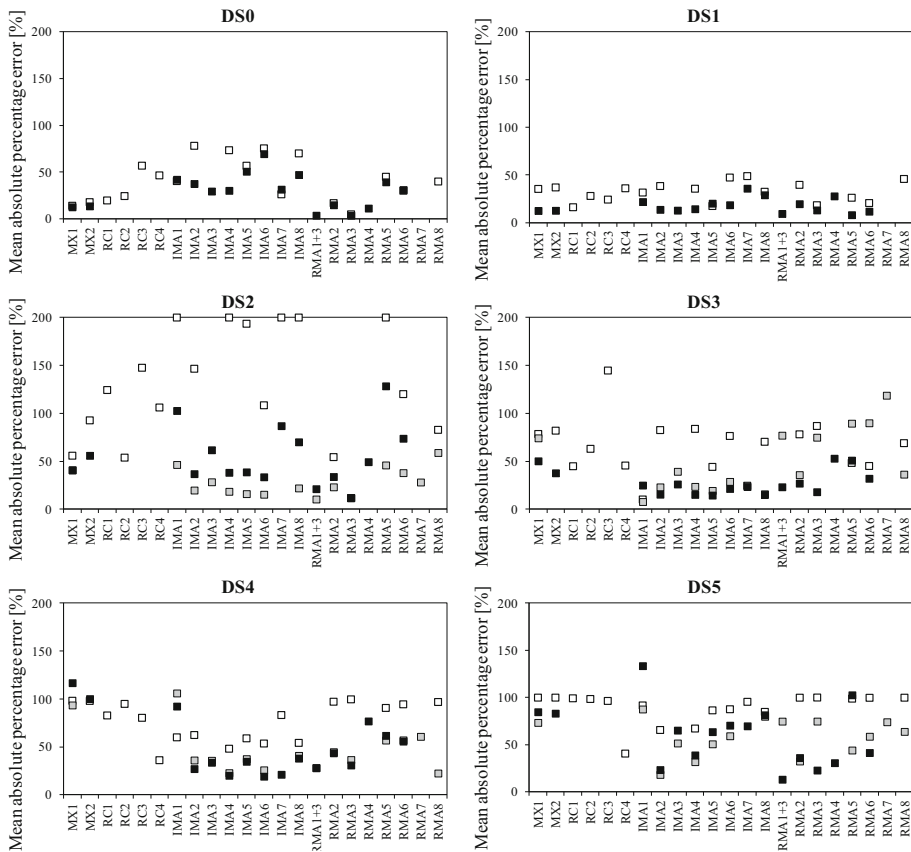 DS0
Mean absolute percentage error [%]
200
150
100
50
0
MX1 MX2 RC1 RC2 RC3 RC4 IMA1 IMA2 IMA3 IMA4 IMA5 IMA6 IMA7 IMA8 RMA1+3 RMA2 RMA3 RMA4 RMA5 RMA6 RMA7 RMA8
DS1
Mean absolute percentage error [%]
200
150
100
50
0
MX1 MX2 RC1 RC2 RC3 RC4 IMA1 IMA2 IMA3 IMA4 IMA5 IMA6 IMA7 IMA8 RMA1+3 RMA2 RMA3 RMA4 RMA5 RMA6 RMA7 RMA8
DS2
Mean absolute percentage error [%]
200
150
100
50
0
MX1 MX2 RC1 RC2 RC3 RC4 IMA1 IMA2 IMA3 IMA4 IMA5 IMA6 IMA7 IMA8 RMA1+3 RMA2 RMA3 RMA4 RMA5 RMA6 RMA7 RMA8
DS3
Mean absolute percentage error [%]
200
150
100
50
0
MX1 MX2 RC1 RC2 RC3 RC4 IMA1 IMA2 IMA3 IMA4 IMA5 IMA6 IMA7 IMA8 RMA1+3 RMA2 RMA3 RMA4 RMA5 RMA6 RMA7 RMA8
DS4
Mean absolute percentage error [%]
200
150
100
50
0
MX1 MX2 RC1 RC2 RC3 RC4 IMA1 IMA2 IMA3 IMA4 IMA5 IMA6 IMA7 IMA8 RMA1+3 RMA2 RMA3 RMA4 RMA5 RMA6 RMA7 RMA8
DS5
Mean absolute percentage error [%]
200
150
100
50
0
MX1 MX2 RC1 RC2 RC3 RC4 IMA1 IMA2 IMA3 IMA4 IMA5 IMA6 IMA7 IMA8 RMA1+3 RMA2 RMA3 RMA4 RMA5 RMA6 RMA7 RMA8